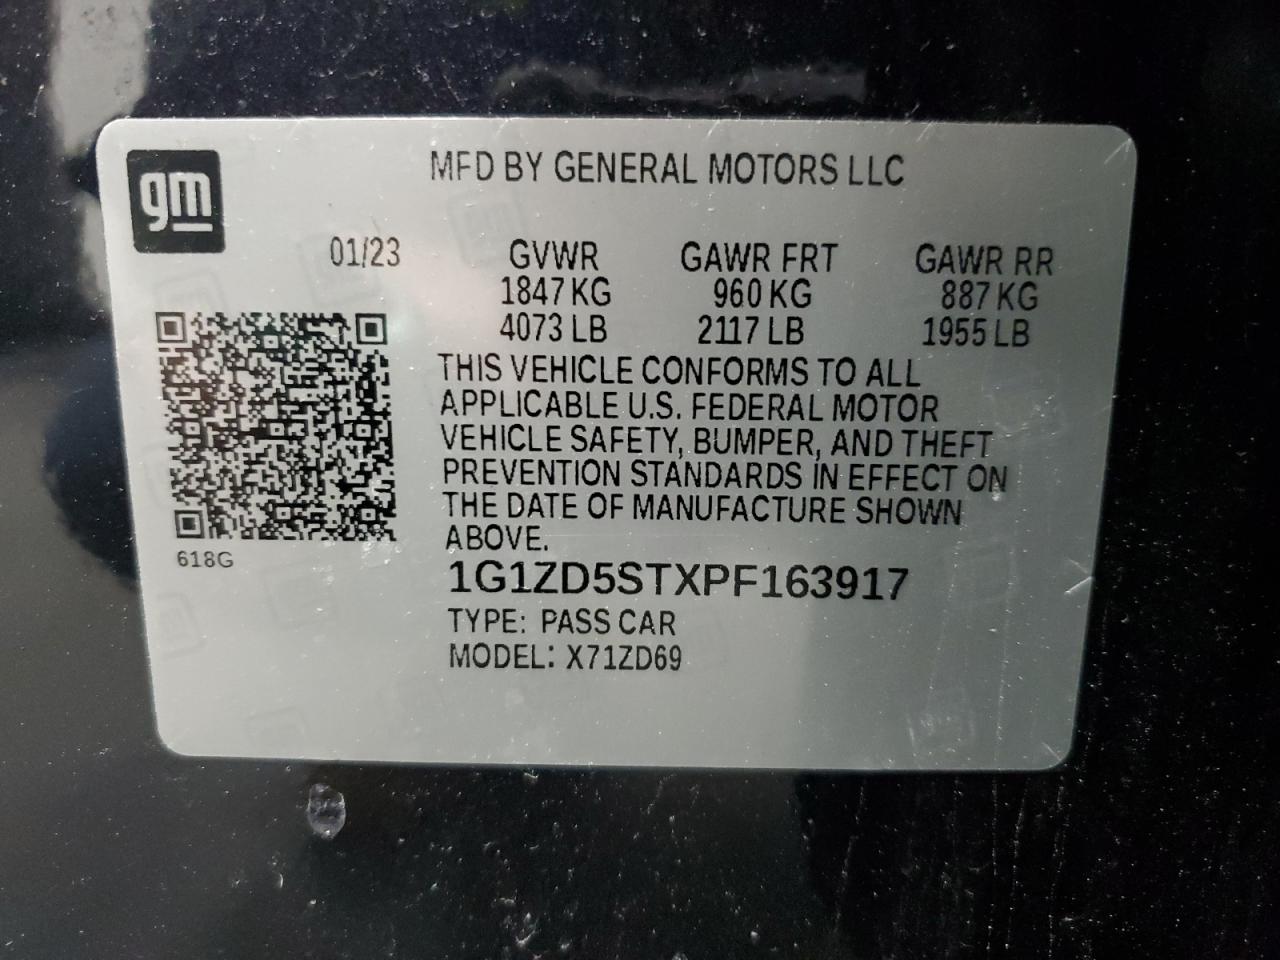 gm
MFD BY GENERAL MOTORS LLC
01/23 GVWR GAWR FRT GAWR RR
1847 KG 960 KG 887 KG
4073 LB 2117 LB 1955 LB
THIS VEHICLE CONFORMS TO ALL
APPLICABLE U.S. FEDERAL MOTOR
VEHICLE SAFETY, BUMPER, AND THEFT
PREVENTION STANDARDS IN EFFECT ON
THE DATE OF MANUFACTURE SHOWN
ABOVE.
618G
1G1ZD5STXPF163917
TYPE: PASS CAR
MODEL: X71ZD69